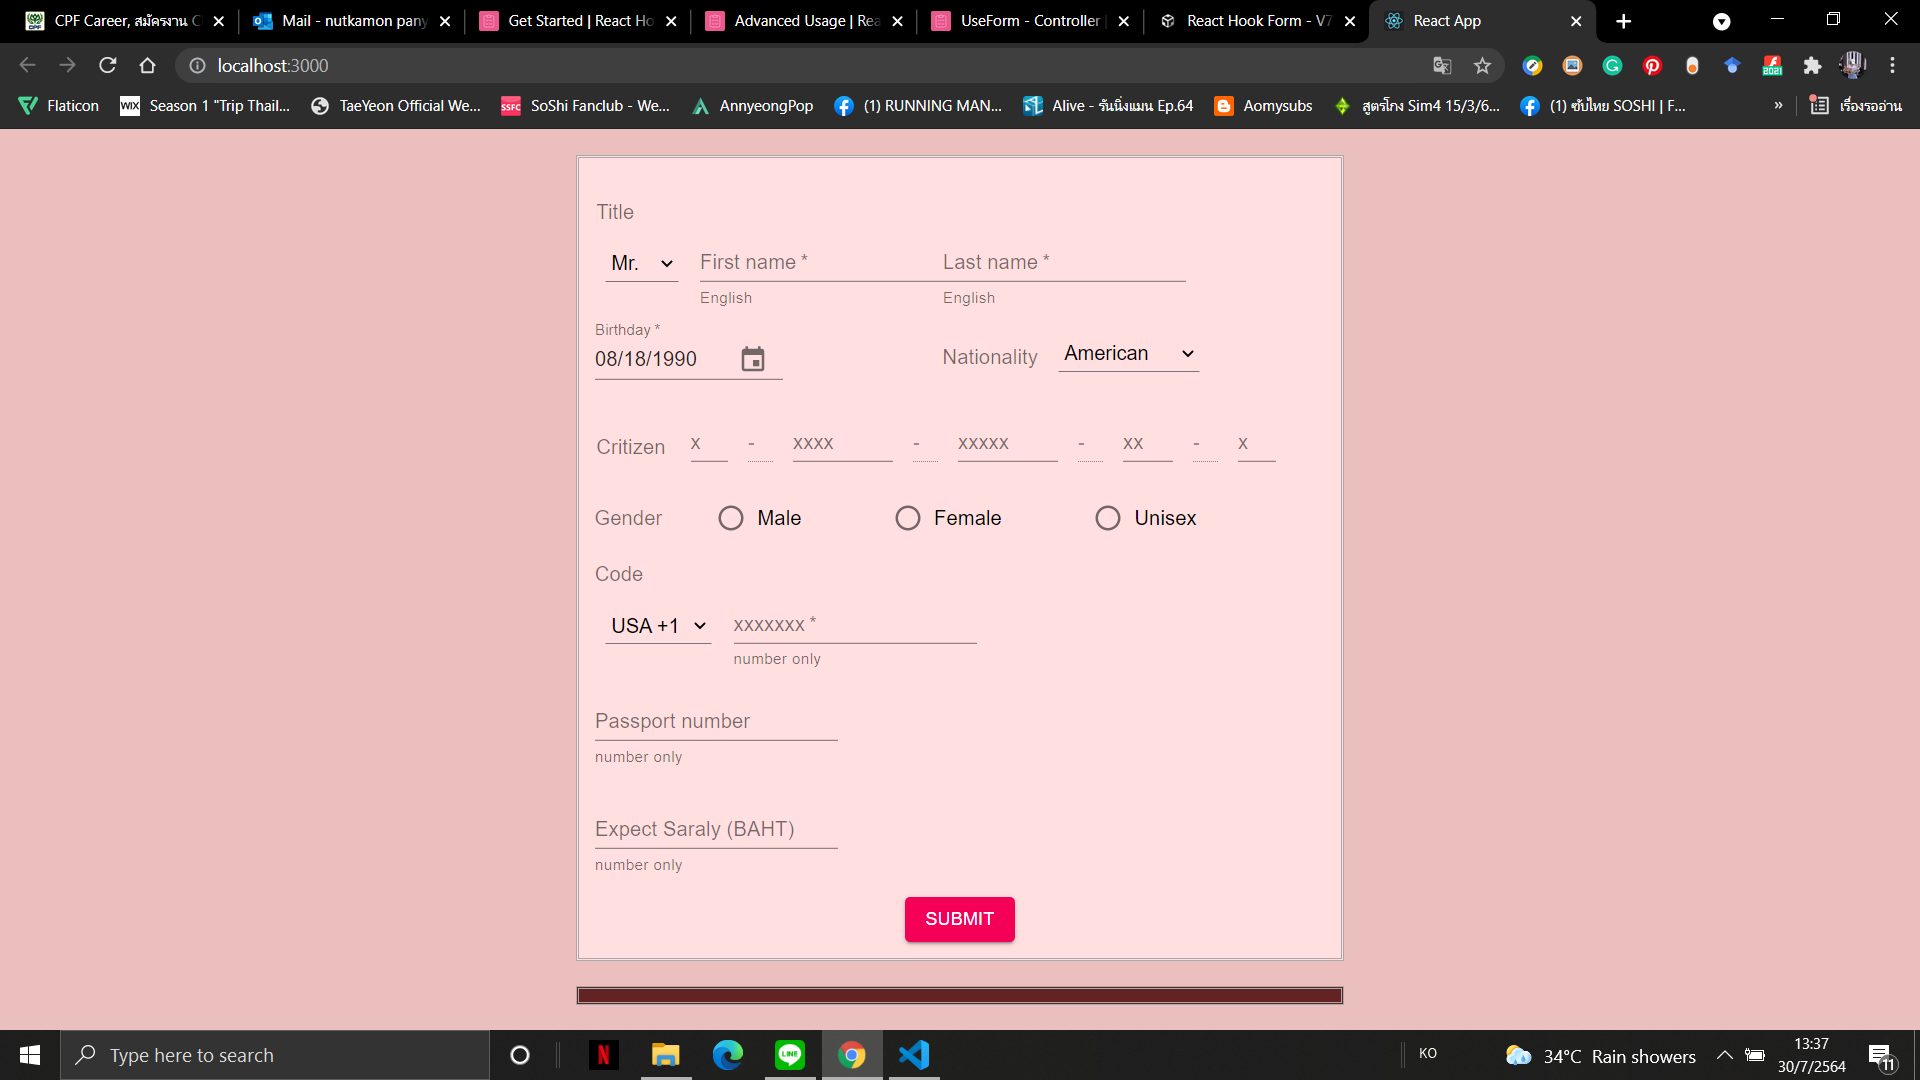 CPF Career, สมัครงาน C
Mail - nutkamon pany
Get Started | React Ho
Advanced Usage | Rea
UseForm - Controller
React Hook Form - V7
React App
localhost:3000
Flaticon
Season 1 "Trip Thail...
TaeYeon Official We...
SoShi Fanclub - We...
AnnyeongPop
(1) RUNNING MAN...
Alive - รันนิ่งแมน Ep.64
Aomysubs
สูตรโกง Sim4 15/3/6...
(1) ซับไทย SOSHI | F...
»
เรื่องรออ่าน
Title
Mr.
First name *
Last name *
English
English
Birthday *
08/18/1990
Nationality
American
Critizen
x - xxxx - xxxxx - xx - x
Gender
Male
Female
Unisex
Code
USA +1
xxxxxxx *
number only
Passport number
number only
Expect Saraly (BAHT)
number only
SUBMIT
Type here to search
KO
34°C Rain showers
13:37
30/7/2564
11